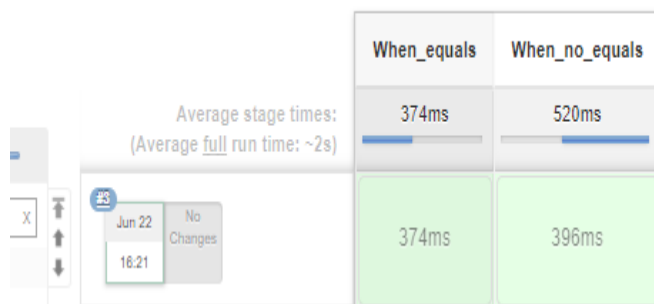 When_equals When_no_equals
Average stage times: 374ms 520ms
(Average full run time: ~2s)
#3
Jun 22 No
Changes
X
374ms 396ms
16:21